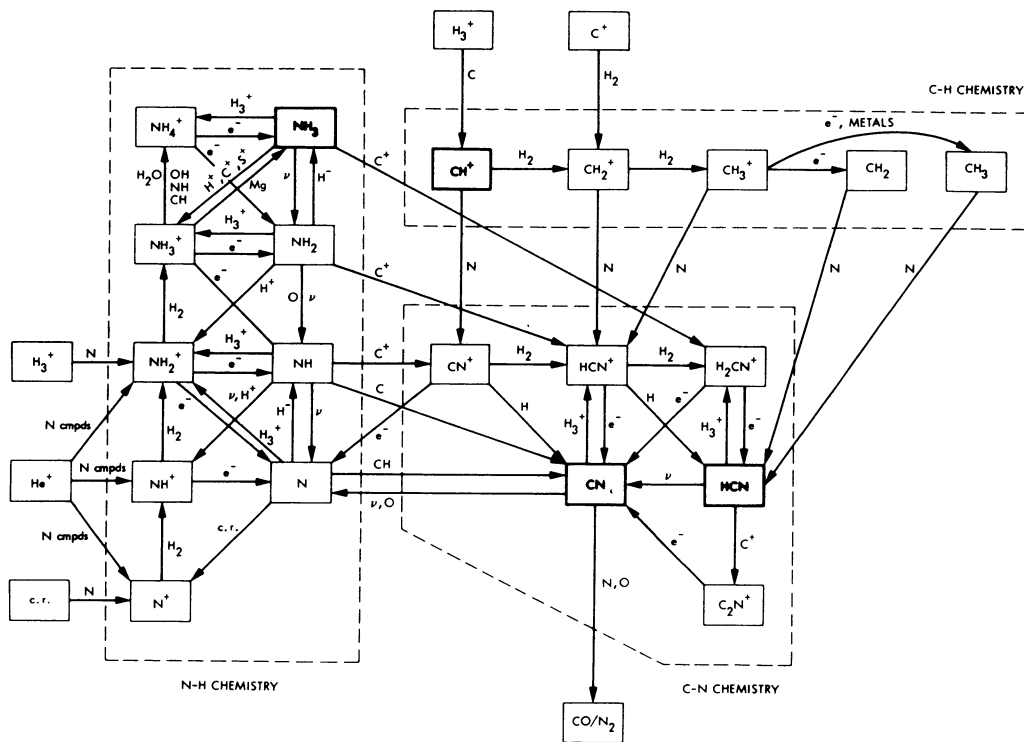 H3+
C+
C
H2
C-H CHEMISTRY
e-, METALS
H3+
NH4+
NH3
e-
e-
C+
CH+
H2
CH2+
H2
CH3+
e-
CH2
CH3
H2O
OH
NH
CH
H+, C+, S+
Mg
ν
H-
NH3+
H3+
NH2
e-
e-
C+
N
N
N
N
N
H+
O
ν
H2
H3+
N
NH2+
H3+
NH
e-
C+
CN+
H2
HCN+
H2
H2CN+
C
N cmpds
H2
e-
ν, H+
H-
ν
H3+
e-
H
H3+
e-
H
e-
H3+
e-
He+
N cmpds
NH+
e-
N
CH
CN
ν
HCN
ν, O
N cmpds
H2
c.r.
e-
C+
c.r.
N
N+
N, O
C2N+
N-H CHEMISTRY
C-N CHEMISTRY
CO/N2